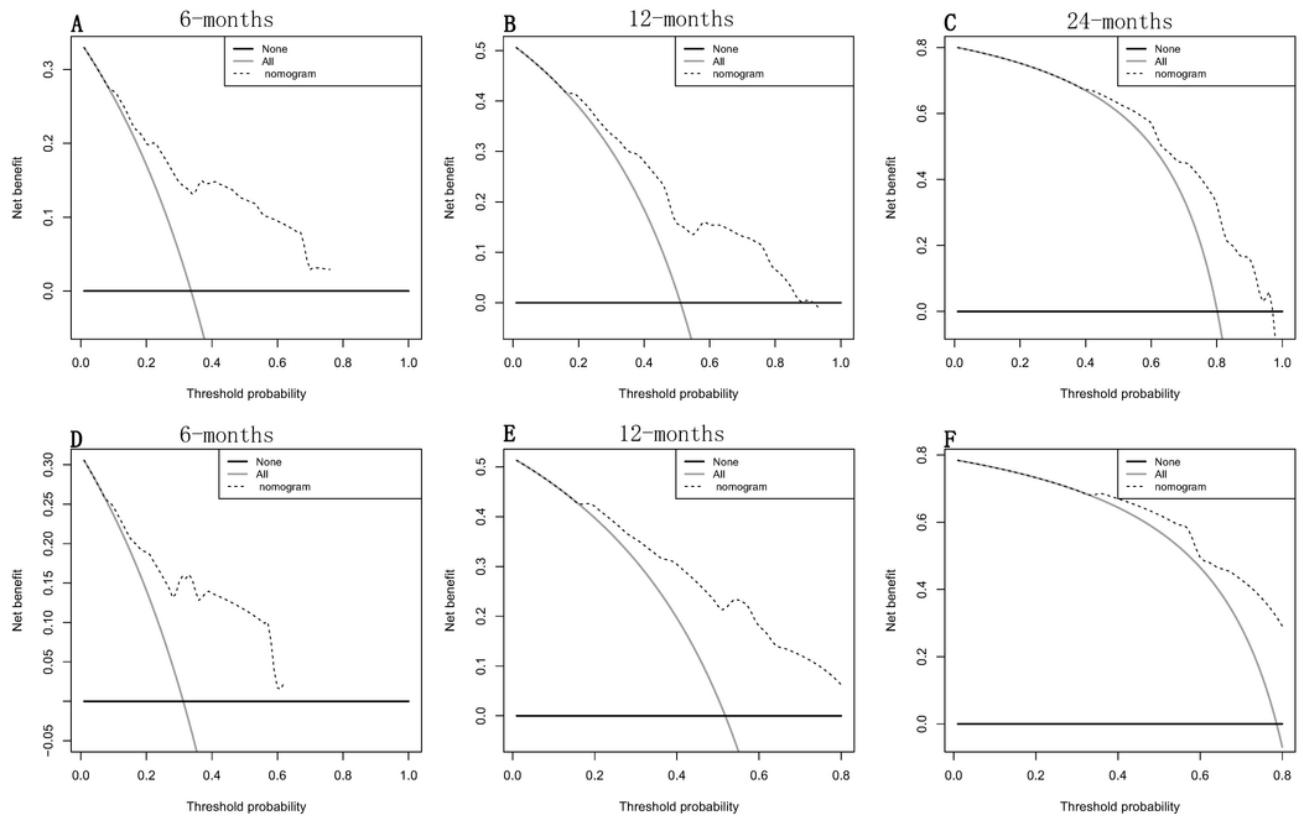 A
6-months
None
All
nomogram
Net benefit
0.3
0.2
0.1
0.0
0.0 0.2 0.4 0.6 0.8 1.0
Threshold probability
B
12-months
None
All
nomogram
Net benefit
0.5
0.4
0.3
0.2
0.1
0.0
0.0 0.2 0.4 0.6 0.8 1.0
Threshold probability
C
24-months
None
All
nomogram
Net benefit
0.8
0.6
0.4
0.2
0.0
0.0 0.2 0.4 0.6 0.8 1.0
Threshold probability
D
6-months
None
All
nomogram
Net benefit
0.30
0.25
0.20
0.15
0.10
0.05
−0.05
0.0 0.2 0.4 0.6 0.8 1.0
Threshold probability
E
12-months
None
All
nomogram
Net benefit
0.5
0.4
0.3
0.2
0.1
0.0
0.0 0.2 0.4 0.6 0.8
Threshold probability
F
None
All
nomogram
Net benefit
0.8
0.6
0.4
0.2
0.0
0.0 0.2 0.4 0.6 0.8
Threshold probability